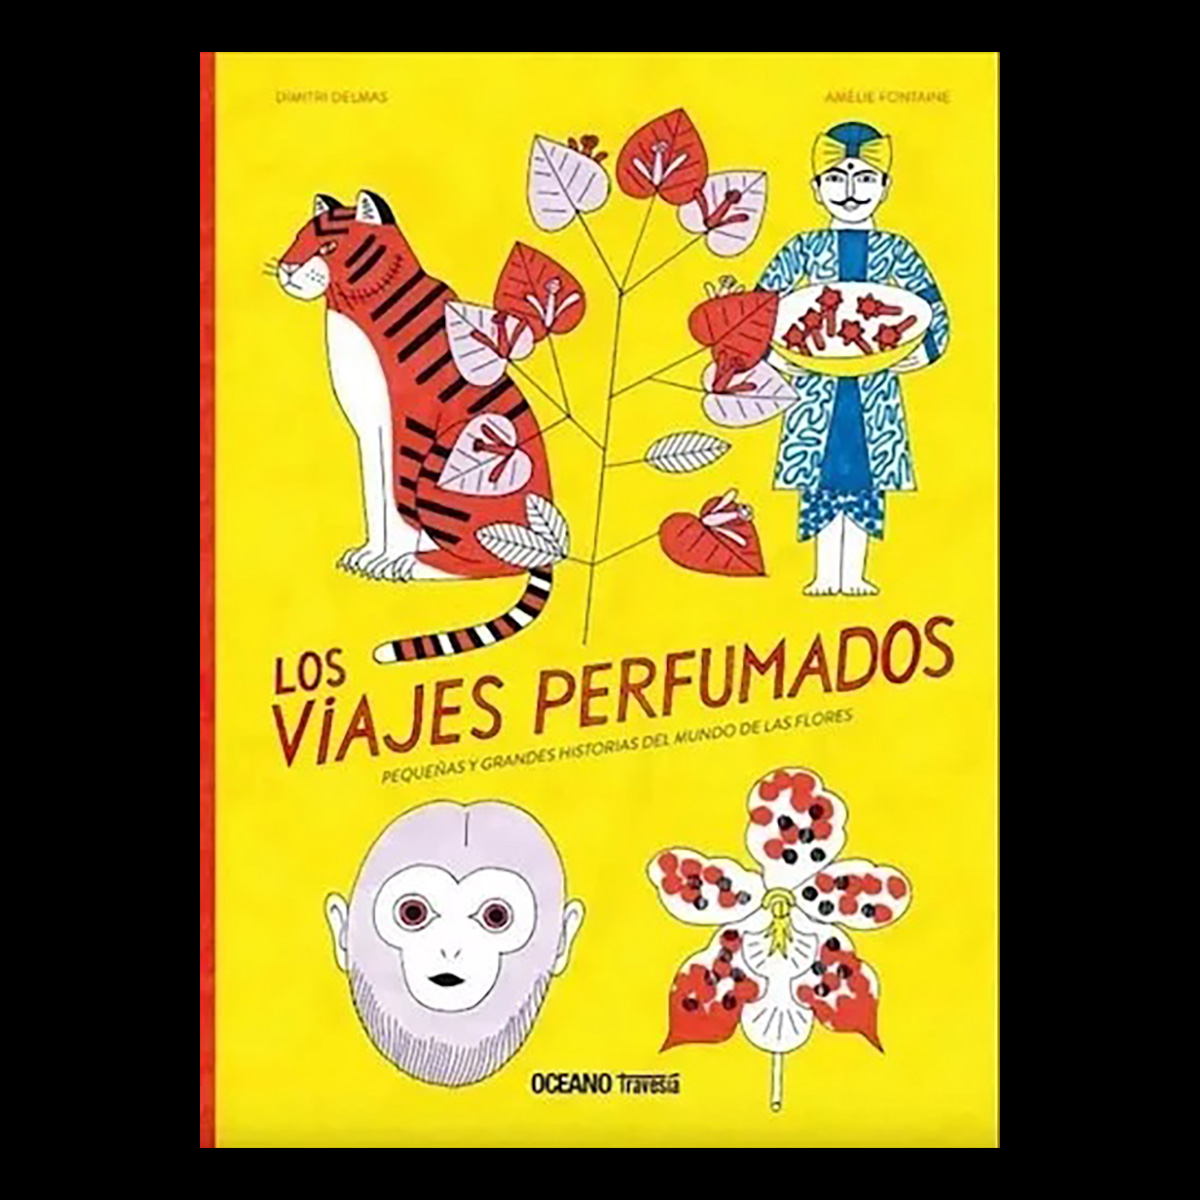 DIMITRI DELMAS
AMÉLIE FONTAINE
LOS
VIAJES PERFUMADOS
PEQUEÑAS Y GRANDES HISTORIAS DEL MUNDO DE LAS FLORES
OCEANO Travesía